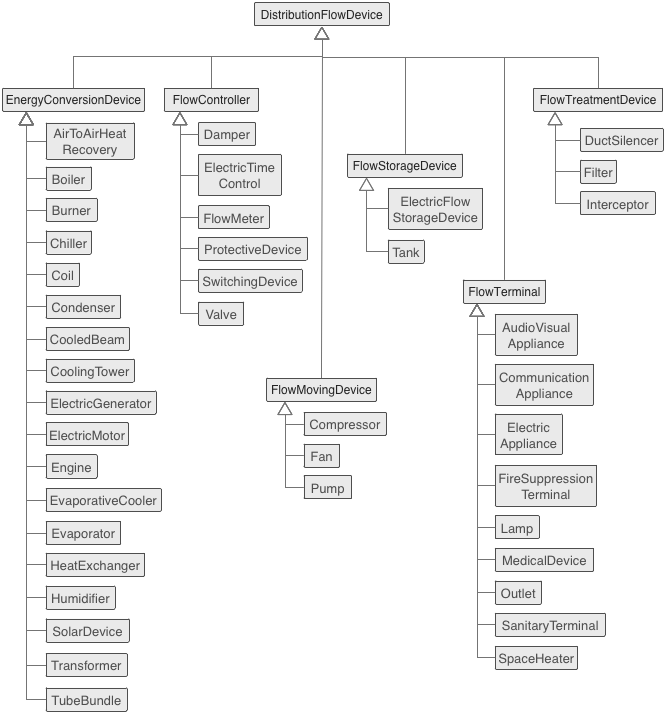 DistributionFlowDevice
EnergyConversionDevice
AirToAirHeat
Recovery
Boiler
Burner
Chiller
Coil
Condenser
CooledBeam
CoolingTower
ElectricGenerator
ElectricMotor
Engine
EvaporativeCooler
Evaporator
HeatExchanger
Humidifier
SolarDevice
Transformer
TubeBundle
FlowController
Damper
ElectricTime
Control
FlowMeter
ProtectiveDevice
SwitchingDevice
Valve
FlowMovingDevice
Compressor
Fan
Pump
FlowStorageDevice
ElectricFlow
StorageDevice
Tank
FlowTerminal
AudioVisual
Appliance
Communication
Appliance
Electric
Appliance
FireSuppression
Terminal
Lamp
MedicalDevice
Outlet
SanitaryTerminal
SpaceHeater
FlowTreatmentDevice
DuctSilencer
Filter
Interceptor